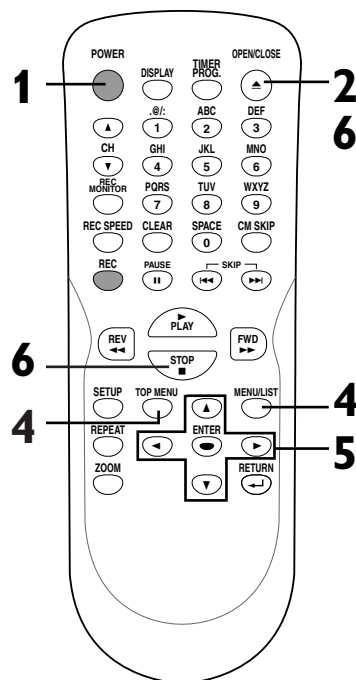 POWER
OPEN/CLOSE
DISPLAY
TIMER
PROG.
1
2
6
.@/:
ABC
DEF
1
2
3
CH
GHI
JKL
MNO
4
5
6
REC
MONITOR
PQRS
TUV
WXYZ
7
8
9
REC SPEED
CLEAR
SPACE
CM SKIP
0
REC
PAUSE
SKIP
PLAY
REV
FWD
STOP
6
SETUP
TOP MENU
MENU/LIST
4
4
REPEAT
ENTER
5
ZOOM
RETURN